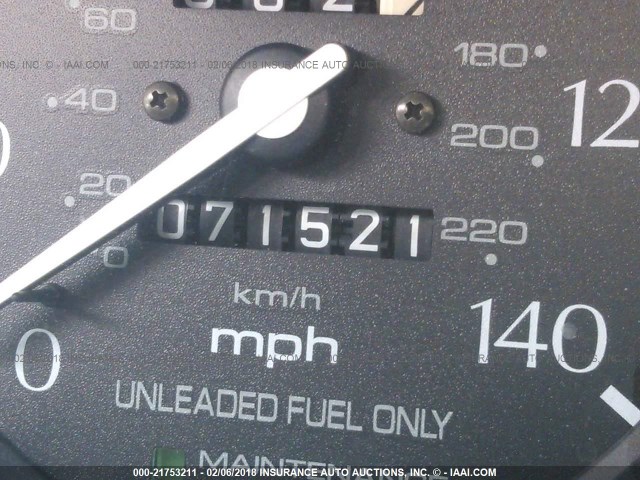 60
180
000-21753211 - 02/06/2018 INSURANCE AUTO AUCTIONS, INC. © - IAAI.COM
40
12
200
20
071521
0
220
km/h
mph
0
140
UNLEADED FUEL ONLY
MAINTENANCE
000-21753211 - 02/06/2018 INSURANCE AUTO AUCTIONS, INC. © - IAAI.COM